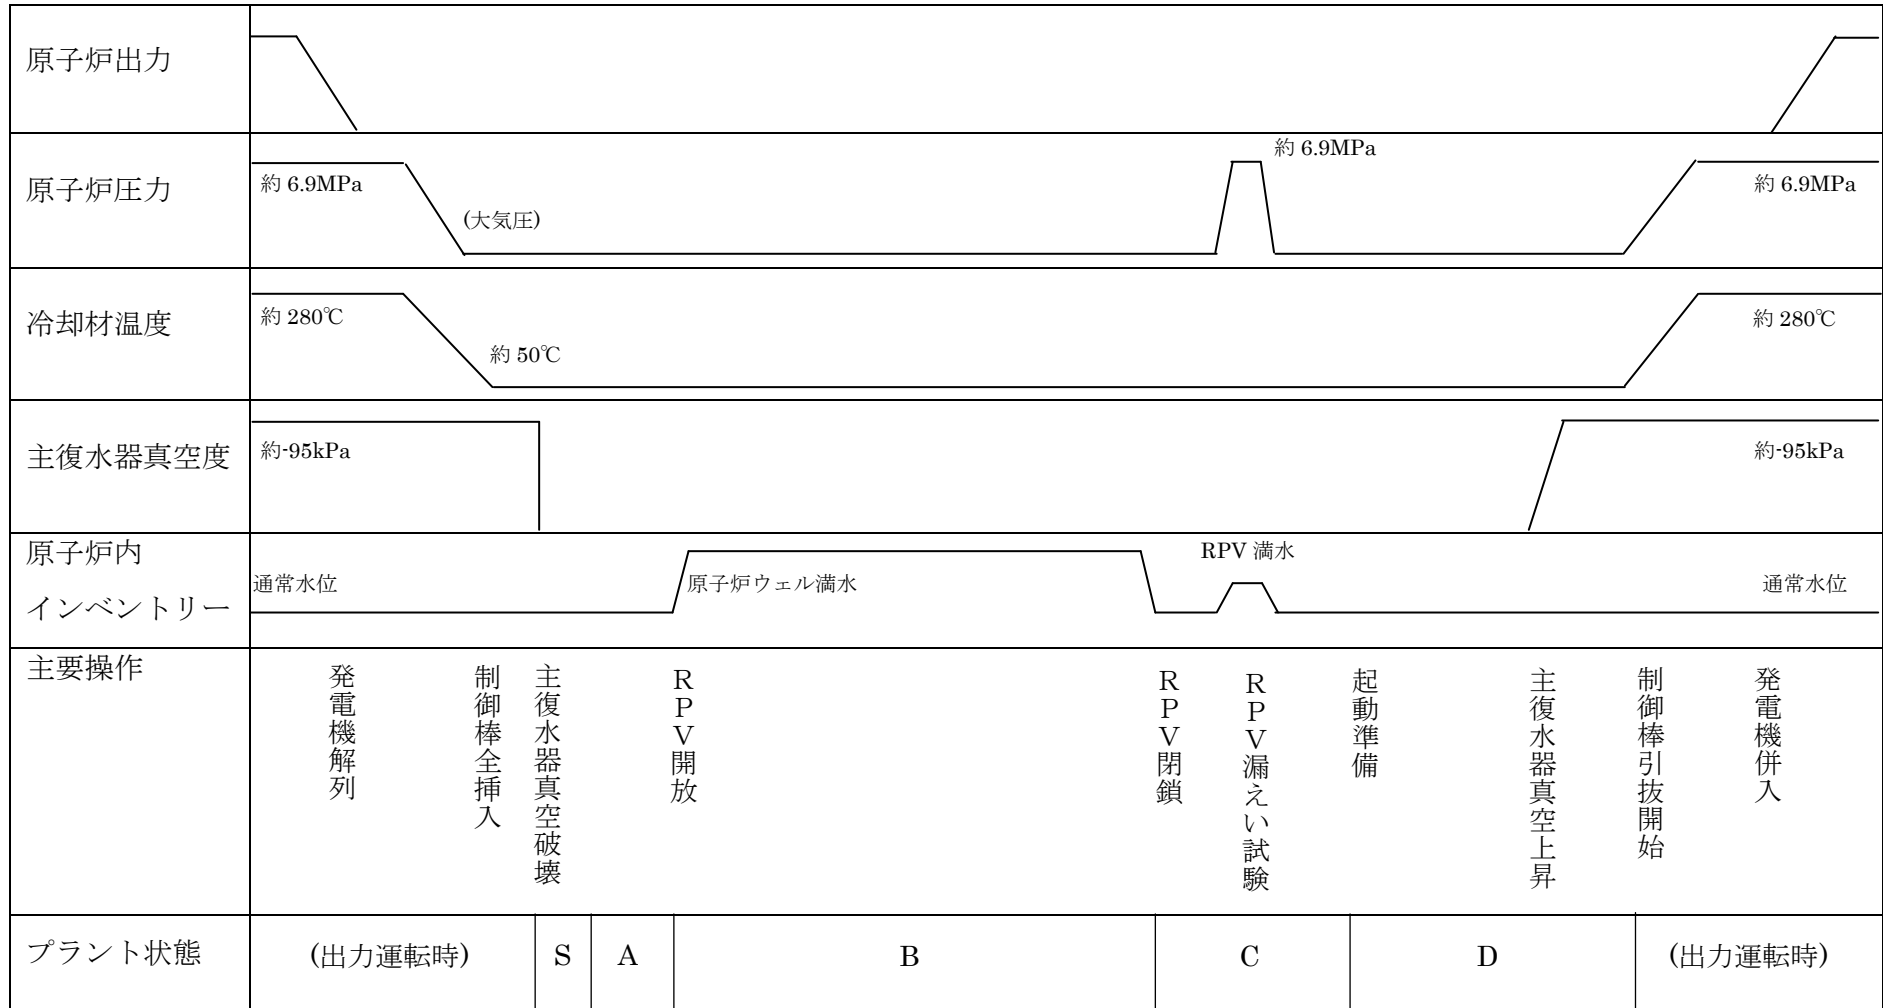 原子炉出力
原子炉圧力
約 6.9MPa
(大気圧)
約 6.9MPa
約 6.9MPa
冷却材温度
約 280℃
約 50℃
約 280℃
主復水器真空度
約-95kPa
約-95kPa
原子炉内
インベントリー
通常水位
原子炉ウェル満水
RPV 満水
通常水位
主要操作
発電機解列
制御棒全挿入
主復水器真空破壊
RPV開放
RPV閉鎖
RPV漏えい試験
起動準備
主復水器真空上昇
制御棒引抜開始
発電機併入
プラント状態
(出力運転時)
S
A
B
C
D
(出力運転時)